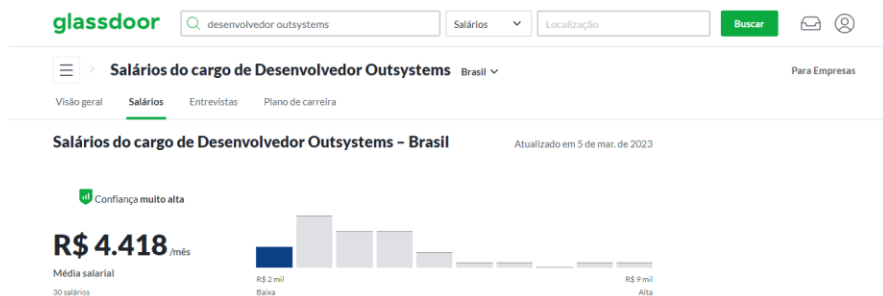 glassdoor desenvolvedor outsystems Salários Localização Buscar
Salários do cargo de Desenvolvedor Outsystems Brasil Para Empresas
Visão geral Salários Entrevistas Plano de carreira
Salários do cargo de Desenvolvedor Outsystems – Brasil Atualizado em 5 de mar. de 2023
Confiança muito alta
R$ 4.418 /mês
Média salarial
30 salários
R$ 2 mil R$ 9 mil
Baixa Alta